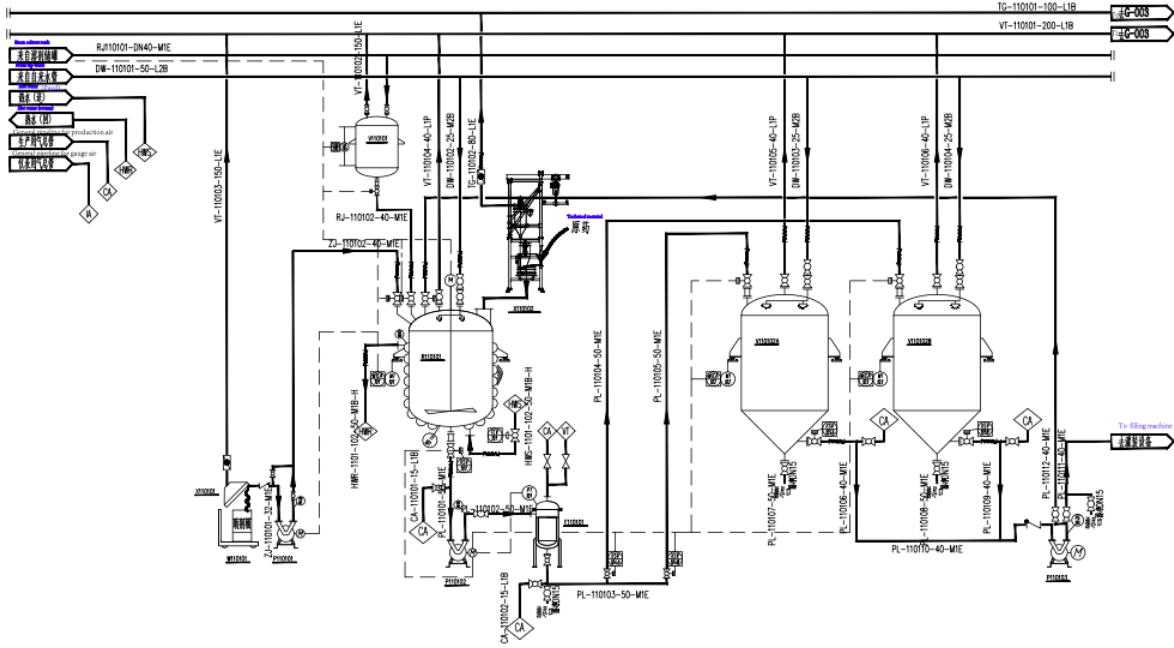 TG-110101-100-L1B
去G-003
VT-110101-200-L1B
去G-003
来自溶剂储罐
RJ110101-DN40-M1E
来自自来水管
DW-110101-50-L2B
热水（进）
热水（回）
General pipeline for production air
生产用气总管
General pipeline for gauge air
仪表用气总管
HWS
HWR
CA
IA
VT-110103-150-L1E
VT-110102-150-L1E
V110101
RJ-110102-40-M1E
ZJ-110102-40-M1E
VT-110104-40-L1P
DW-110102-25-M2B
TG-110102-80-L1E
Technical material
原药
X110102
VT-110105-40-L1P
DW-110103-25-M2B
VT-110106-40-L1P
DW-110104-25-M2B
M
R110101
V110102A
V110102B
PL-110104-50-M1E
PL-110105-50-M1E
HWR-1101-102-50-M1B-H
HWR
HWS
HWS-1101-102-50-M1B-H
CA
VT
CA
CA
To filling machine
去灌装设备
CA-110101-15-L1B
PL-110101-50-M1E
PL-110102-50-M1E
CA
F110101
X110101
W110101
ZJ-110101-32-M1E
P110101
M
P110102
M
CA-110102-15-L1B
CA
PL-110103-50-M1E
PL-110107-50-M1E
PL-110106-40-M1E
PL-110108-50-M1E
PL-110109-40-M1E
PL-110110-40-M1E
PL-110112-40-M1E
PL-110111-40-M1E
M
P110103